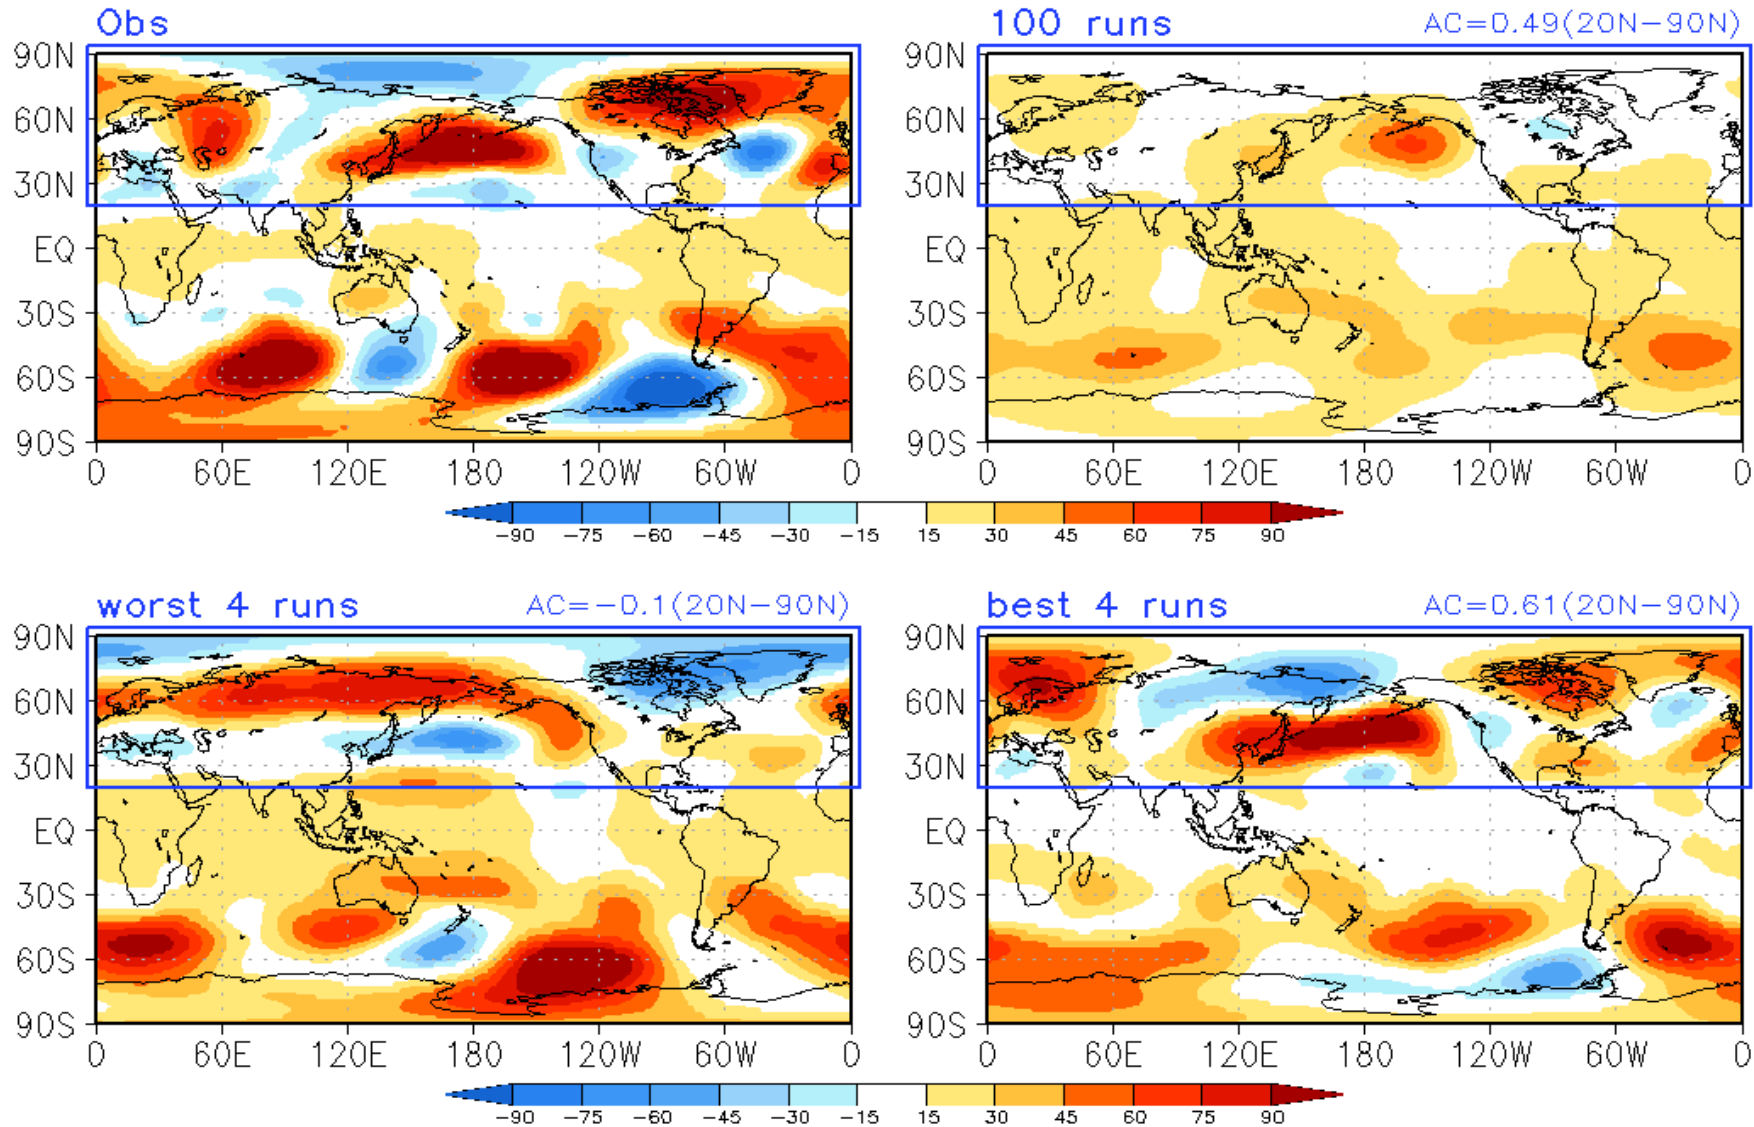 Obs
100 runs AC=0.49(20N−90N)
90N
60N
30N
EQ
30S
60S
90S
0 60E 120E 180 120W 60W 0
90N
60N
30N
EQ
30S
60S
90S
0 60E 120E 180 120W 60W 0
−90 −75 −60 −45 −30 −15 15 30 45 60 75 90
worst 4 runs AC=−0.1(20N−90N)
best 4 runs AC=0.61(20N−90N)
90N
60N
30N
EQ
30S
60S
90S
0 60E 120E 180 120W 60W 0
90N
60N
30N
EQ
30S
60S
90S
0 60E 120E 180 120W 60W 0
−90 −75 −60 −45 −30 −15 15 30 45 60 75 90